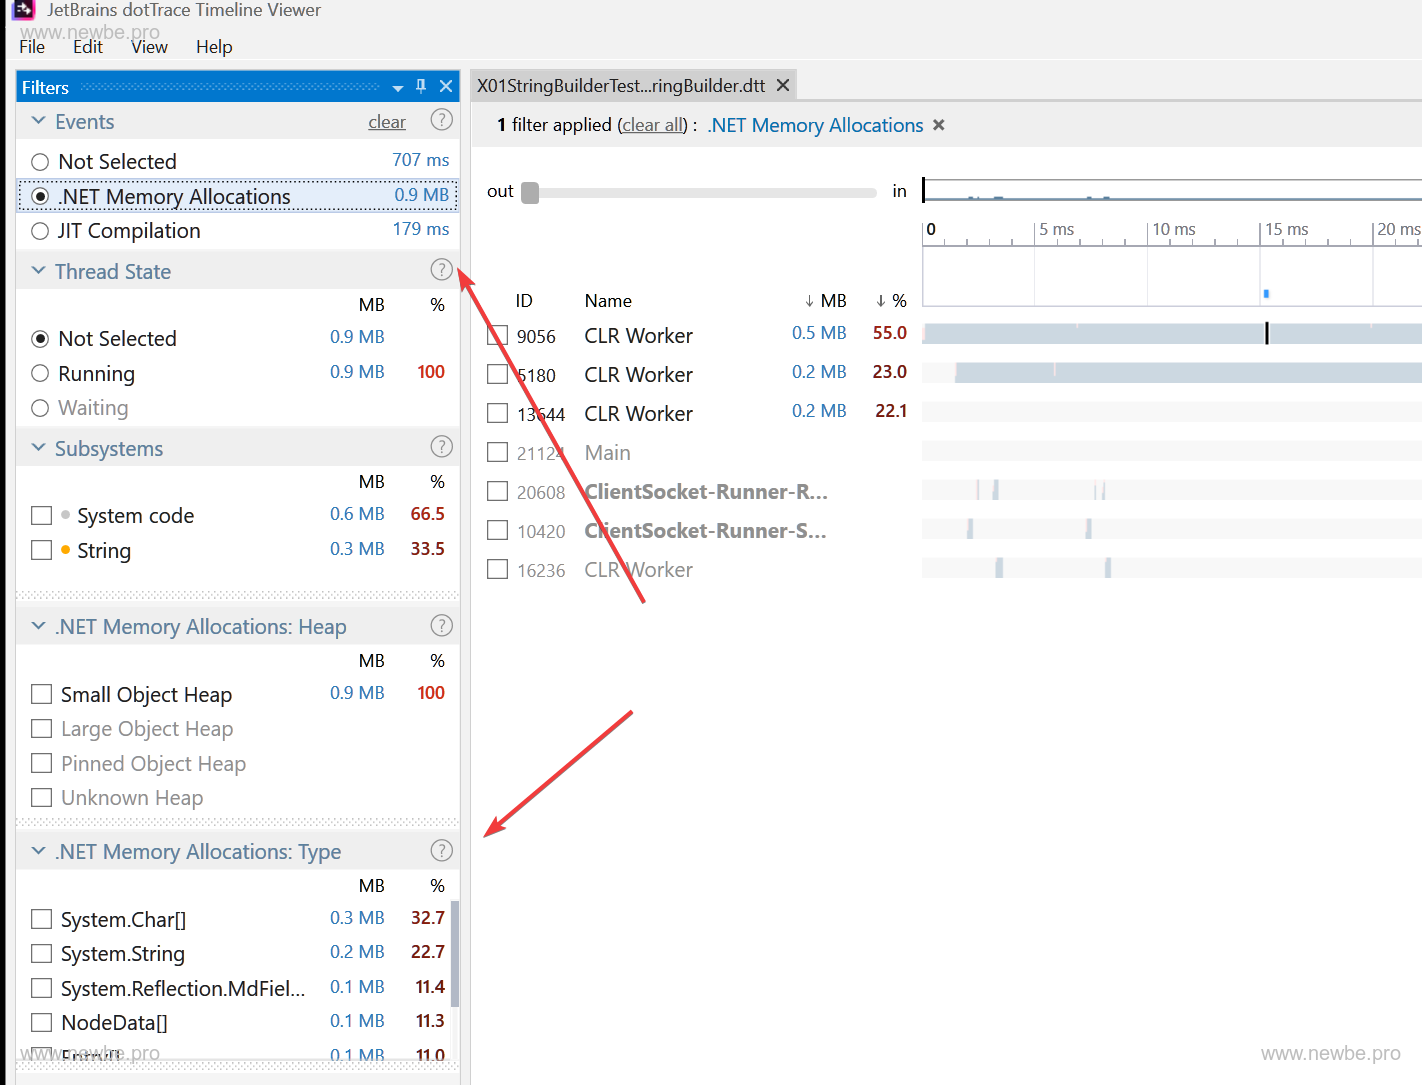 JetBrains dotTrace Timeline Viewer
www.newbe.pro
File Edit View Help
Filters
X01StringBuilderTest...ringBuilder.dtt
Events clear ?
1 filter applied (clear all) : .NET Memory Allocations
Not Selected 707 ms
.NET Memory Allocations 0.9 MB
JIT Compilation 179 ms
out in
0 5 ms 10 ms 15 ms 20 ms
Thread State ?
MB %
Not Selected 0.9 MB
Running 0.9 MB 100
Waiting
ID Name ↓ MB ↓ %
9056 CLR Worker 0.5 MB 55.0
5180 CLR Worker 0.2 MB 23.0
13644 CLR Worker 0.2 MB 22.1
21124 Main
20608 ClientSocket-Runner-R...
10420 ClientSocket-Runner-S...
16236 CLR Worker
Subsystems ?
MB %
System code 0.6 MB 66.5
String 0.3 MB 33.5
.NET Memory Allocations: Heap ?
MB %
Small Object Heap 0.9 MB 100
Large Object Heap
Pinned Object Heap
Unknown Heap
.NET Memory Allocations: Type ?
MB %
System.Char[] 0.3 MB 32.7
System.String 0.2 MB 22.7
System.Reflection.MdFiel... 0.1 MB 11.4
NodeData[] 0.1 MB 11.3
0.1 MB 11.0
www.newbe.pro
www.newbe.pro